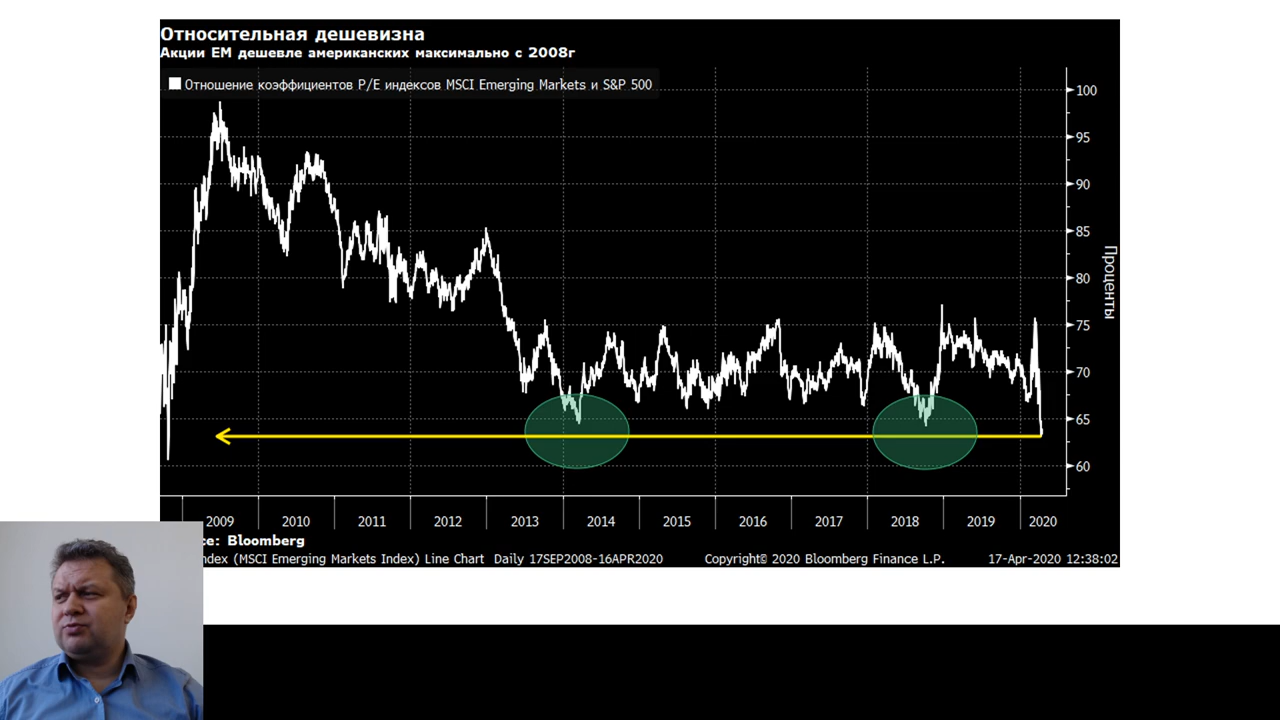 Относительная дешевизна
Акции ЕМ дешевле американских максимально с 2008г
Отношение коэффициентов P/E индексов MSCI Emerging Markets и S&P 500
100
95
90
85
80
75
70
65
60
Проценты
2009 2010 2011 2012 2013 2014 2015 2016 2017 2018 2019 2020
ce: Bloomberg
ndex (MSCI Emerging Markets Index) Line Chart Daily 17SEP2008-16APR2020 Copyright© 2020 Bloomberg Finance L.P. 17-Apr-2020 12:38:02